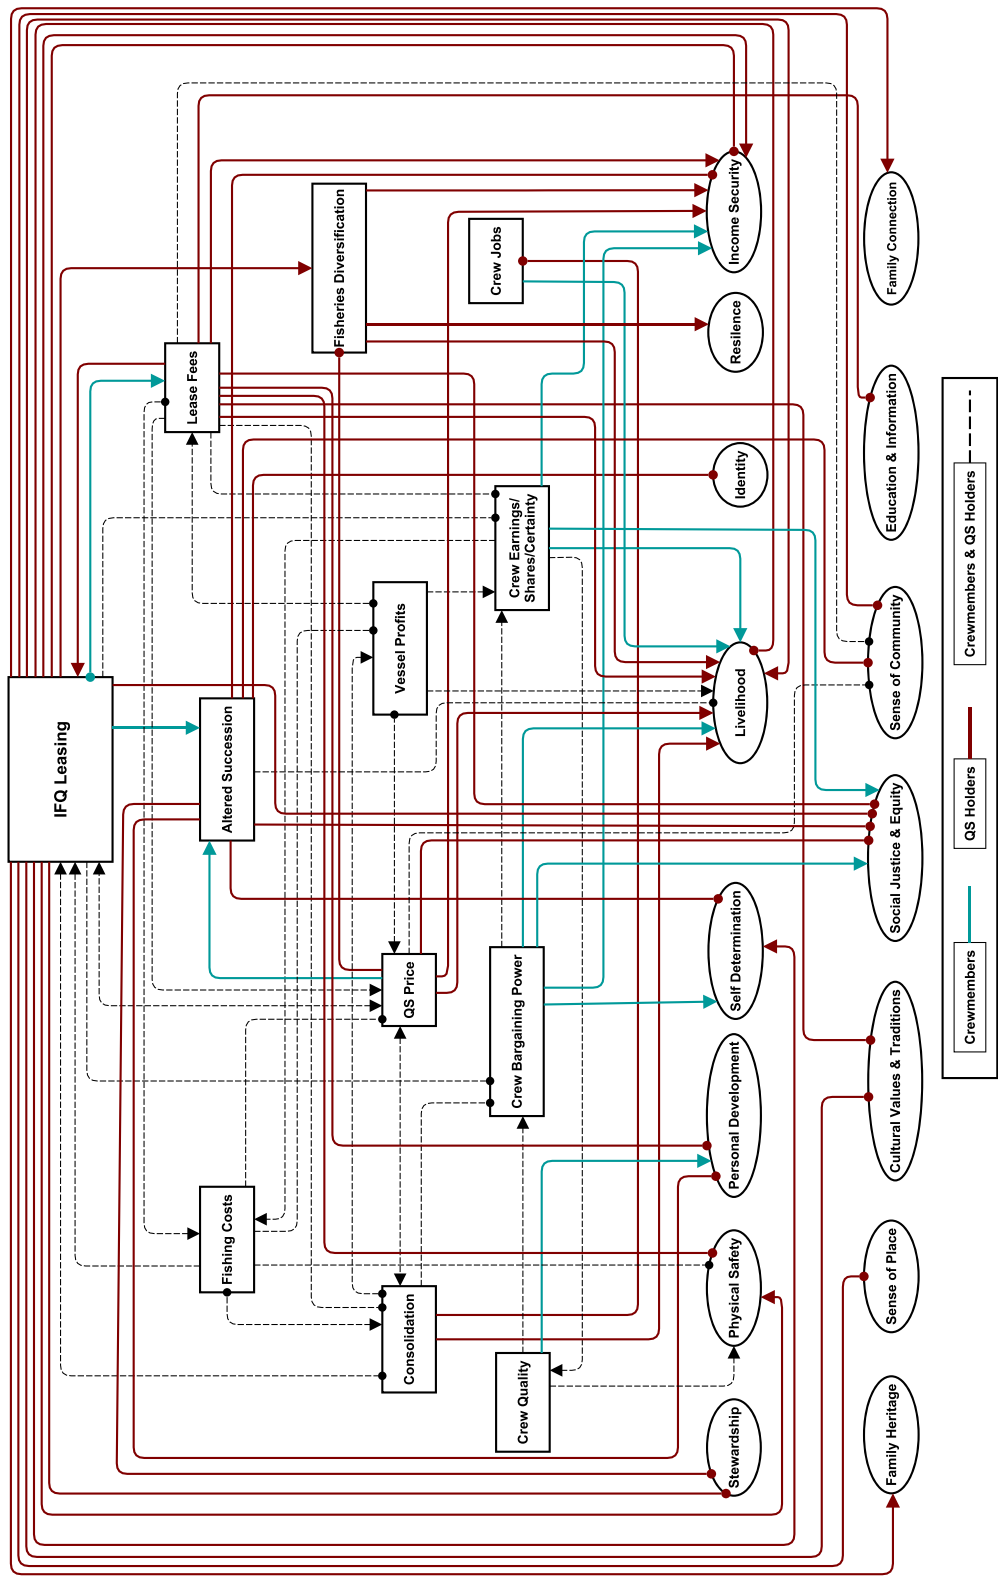 IFQ Leasing
Fishing Costs
Altered Succession
Lease Fees
Fisheries Diversification
Consolidation
QS Price
Vessel Profits
Crew Quality
Crew Bargaining Power
Crew Earnings/
Shares/Certainty
Crew Jobs
Stewardship
Physical Safety
Personal Development
Self Determination
Livelihood
Identity
Resilence
Income Security
Family Heritage
Sense of Place
Cultural Values & Traditions
Social Justice & Equity
Sense of Community
Education & Information
Family Connection
Crewmembers
QS Holders
Crewmembers & QS Holders